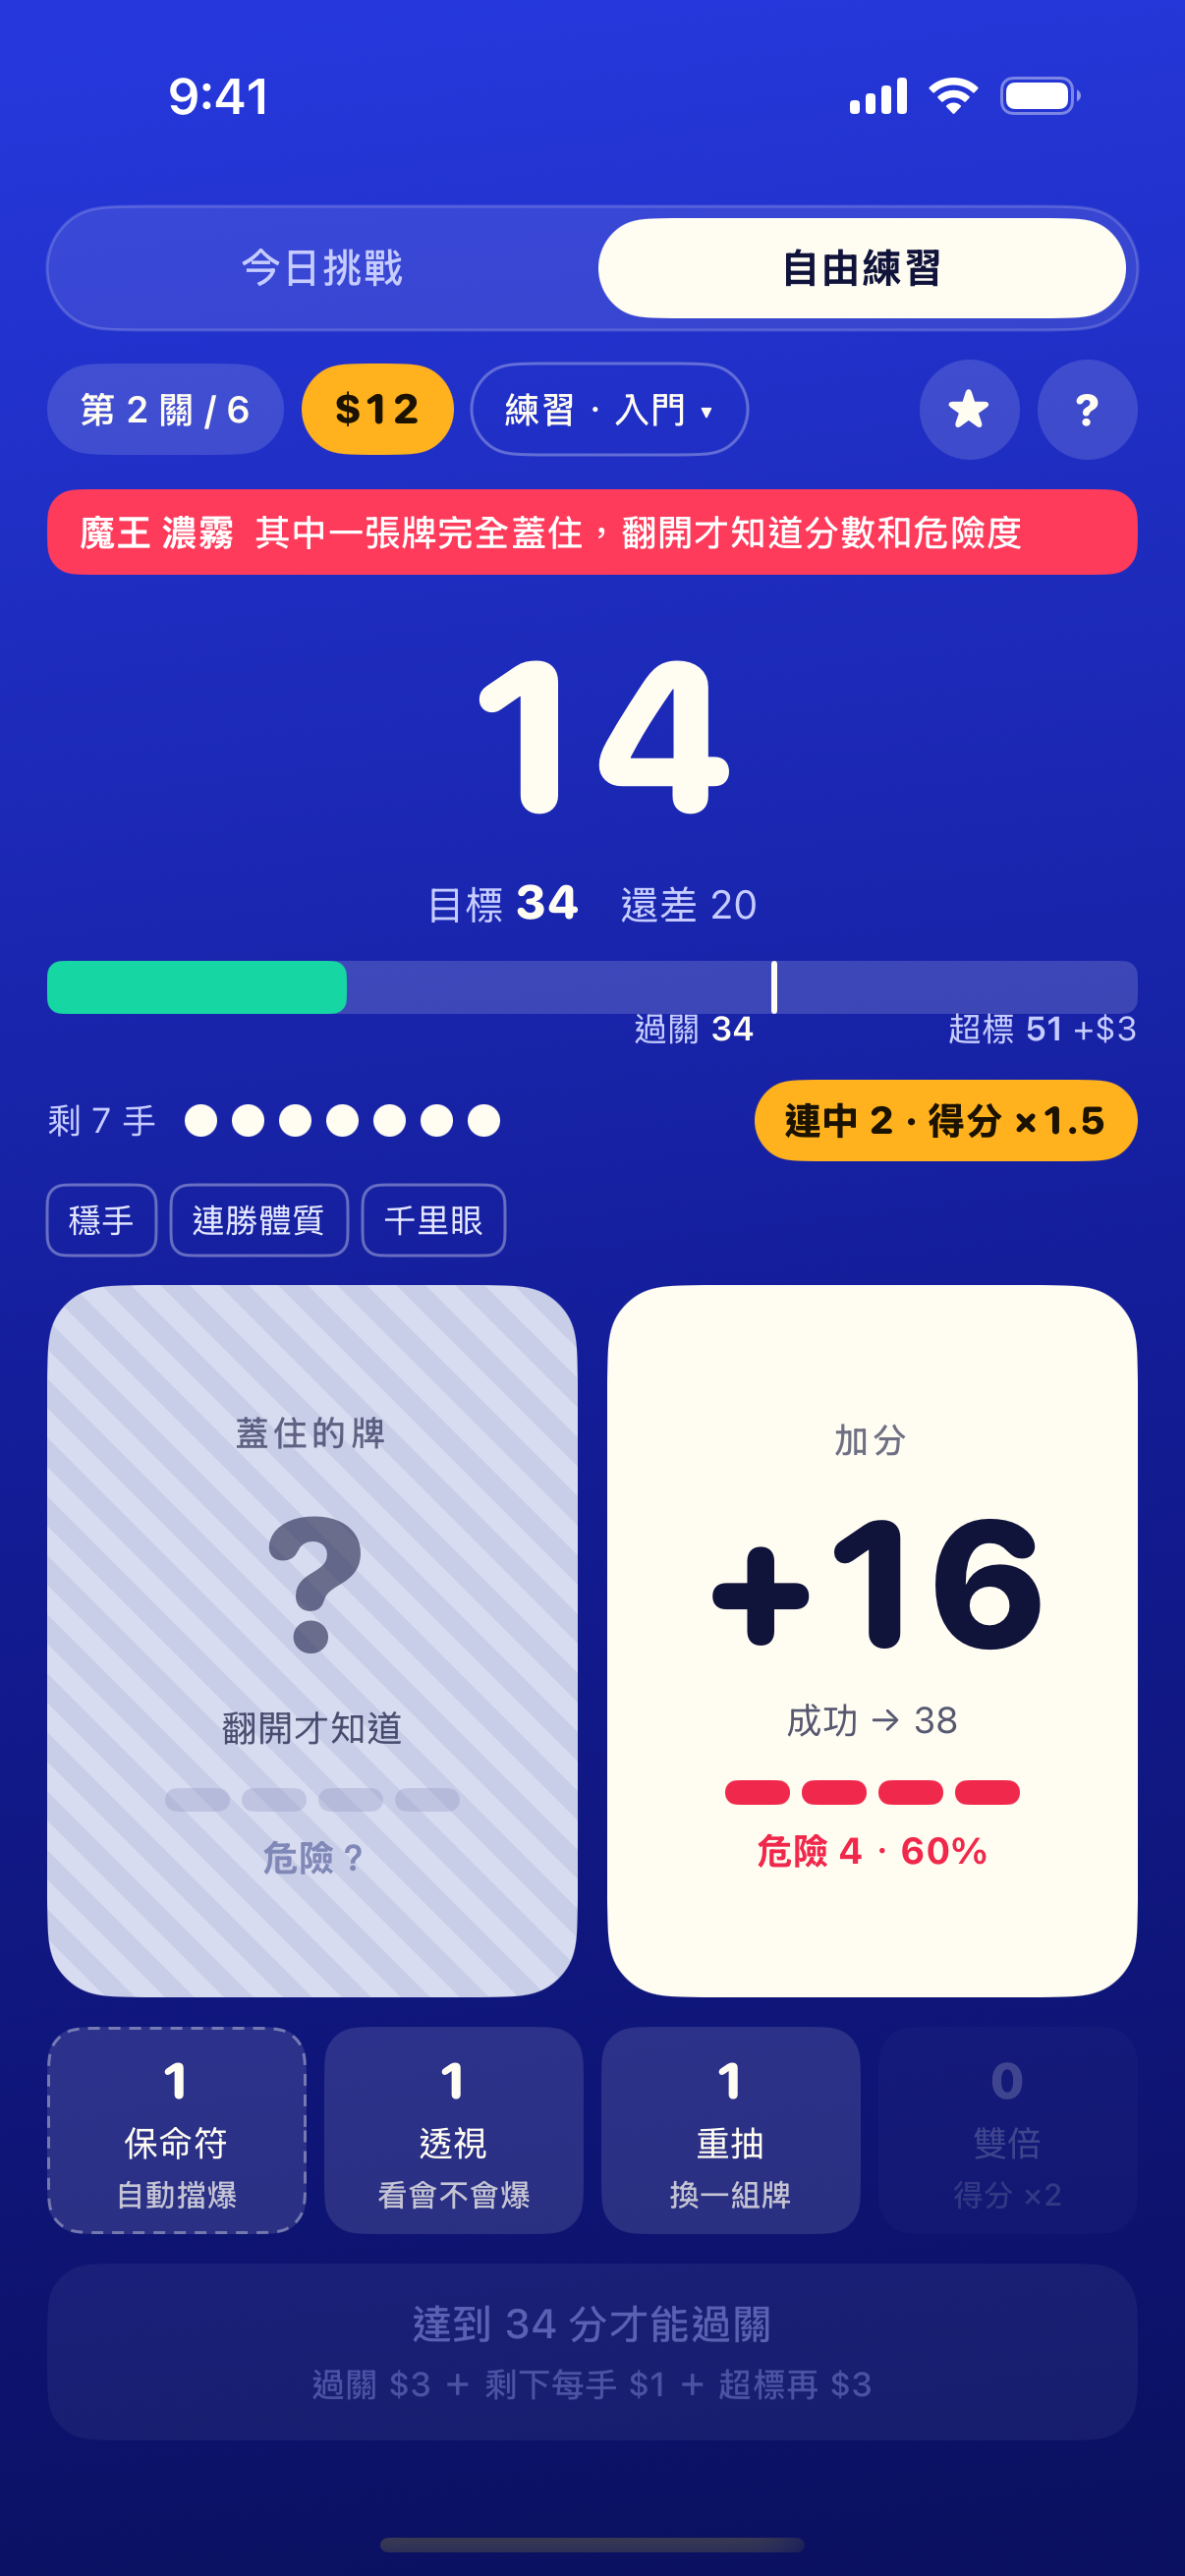 9:41
今日挑戰 自由練習
第 2 關 / 6 $12 練習 · 入門 ▾ ★ ?
魔王 濃霧 其中一張牌完全蓋住，翻開才知道分數和危險度
14
目標 34 還差 20
過關 34 超標 51 +$3
剩 7 手 連中 2 · 得分 ×1.5
穩手 連勝體質 千里眼
蓋住的牌
?
翻開才知道
危險 ?
加分
+16
成功 → 38
危險 4 · 60%
1
保命符
自動擋爆
1
透視
看會不會爆
1
重抽
換一組牌
0
雙倍
得分 ×2
達到 34 分才能過關
過關 $3 ＋ 剩下每手 $1 ＋ 超標再 $3